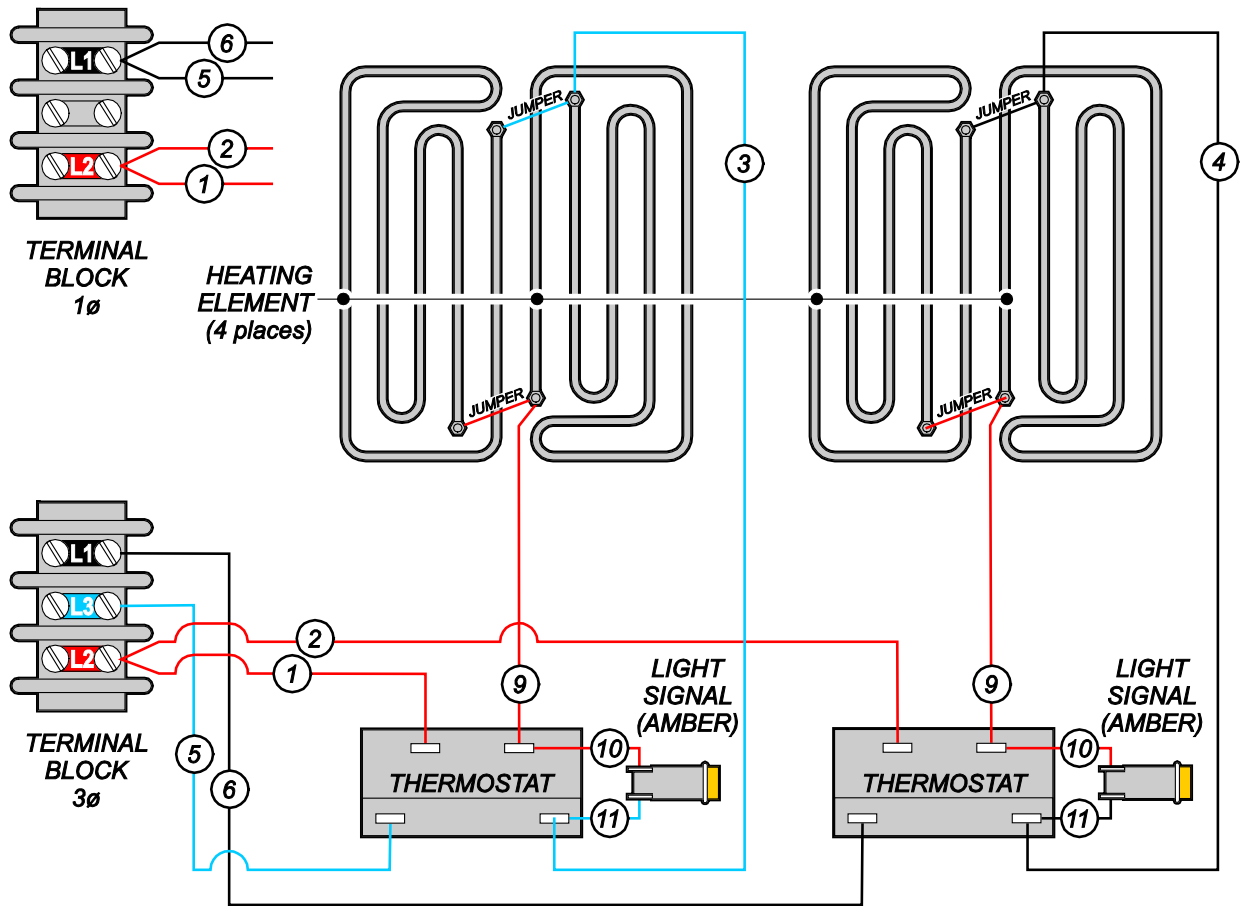 L1
6
5
L2
2
1
TERMINAL
BLOCK
1ø
HEATING
ELEMENT
(4 places)
JUMPER
JUMPER
3
JUMPER
JUMPER
4
L1
L3
L2
TERMINAL
BLOCK
3ø
2
1
5
6
9
THERMOSTAT
10
11
LIGHT
SIGNAL
(AMBER)
9
THERMOSTAT
10
11
LIGHT
SIGNAL
(AMBER)